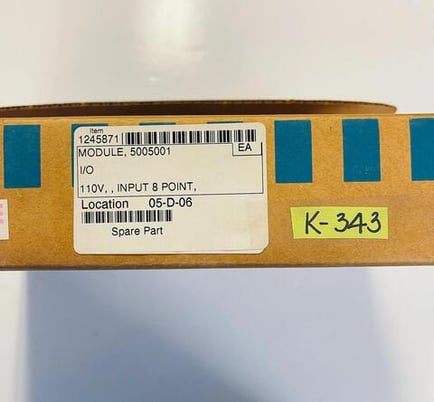 Item
1245871
EA
MODULE, 5005001
I/O
110V, , INPUT 8 POINT,
Location 05-D-06
Spare Part
K-343